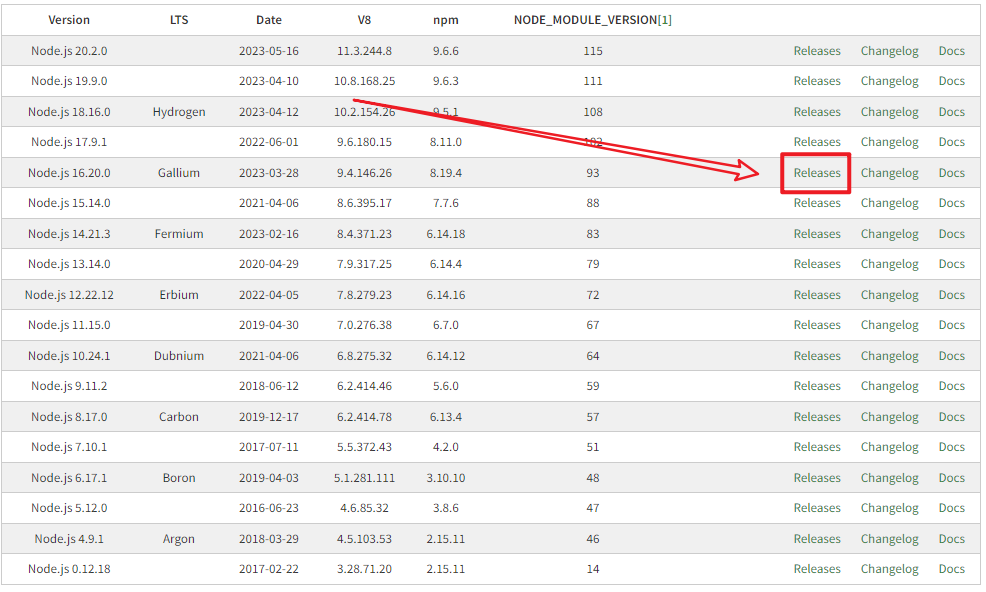 Version LTS Date V8 npm NODE_MODULE_VERSION[1]
Node.js 20.2.0 2023-05-16 11.3.244.8 9.6.6 115 Releases Changelog Docs
Node.js 19.9.0 2023-04-10 10.8.168.25 9.6.3 111 Releases Changelog Docs
Node.js 18.16.0 Hydrogen 2023-04-12 10.2.154.26 9.5.1 108 Releases Changelog Docs
Node.js 17.9.1 2022-06-01 9.6.180.15 8.11.0 102 Releases Changelog Docs
Node.js 16.20.0 Gallium 2023-03-28 9.4.146.26 8.19.4 93 Releases Changelog Docs
Node.js 15.14.0 2021-04-06 8.6.395.17 7.7.6 88 Releases Changelog Docs
Node.js 14.21.3 Fermium 2023-02-16 8.4.371.23 6.14.18 83 Releases Changelog Docs
Node.js 13.14.0 2020-04-29 7.9.317.25 6.14.4 79 Releases Changelog Docs
Node.js 12.22.12 Erbium 2022-04-05 7.8.279.23 6.14.16 72 Releases Changelog Docs
Node.js 11.15.0 2019-04-30 7.0.276.38 6.7.0 67 Releases Changelog Docs
Node.js 10.24.1 Dubnium 2021-04-06 6.8.275.32 6.14.12 64 Releases Changelog Docs
Node.js 9.11.2 2018-06-12 6.2.414.46 5.6.0 59 Releases Changelog Docs
Node.js 8.17.0 Carbon 2019-12-17 6.2.414.78 6.13.4 57 Releases Changelog Docs
Node.js 7.10.1 2017-07-11 5.5.372.43 4.2.0 51 Releases Changelog Docs
Node.js 6.17.1 Boron 2019-04-03 5.1.281.111 3.10.10 48 Releases Changelog Docs
Node.js 5.12.0 2016-06-23 4.6.85.32 3.8.6 47 Releases Changelog Docs
Node.js 4.9.1 Argon 2018-03-29 4.5.103.53 2.15.11 46 Releases Changelog Docs
Node.js 0.12.18 2017-02-22 3.28.71.20 2.15.11 14 Releases Changelog Docs